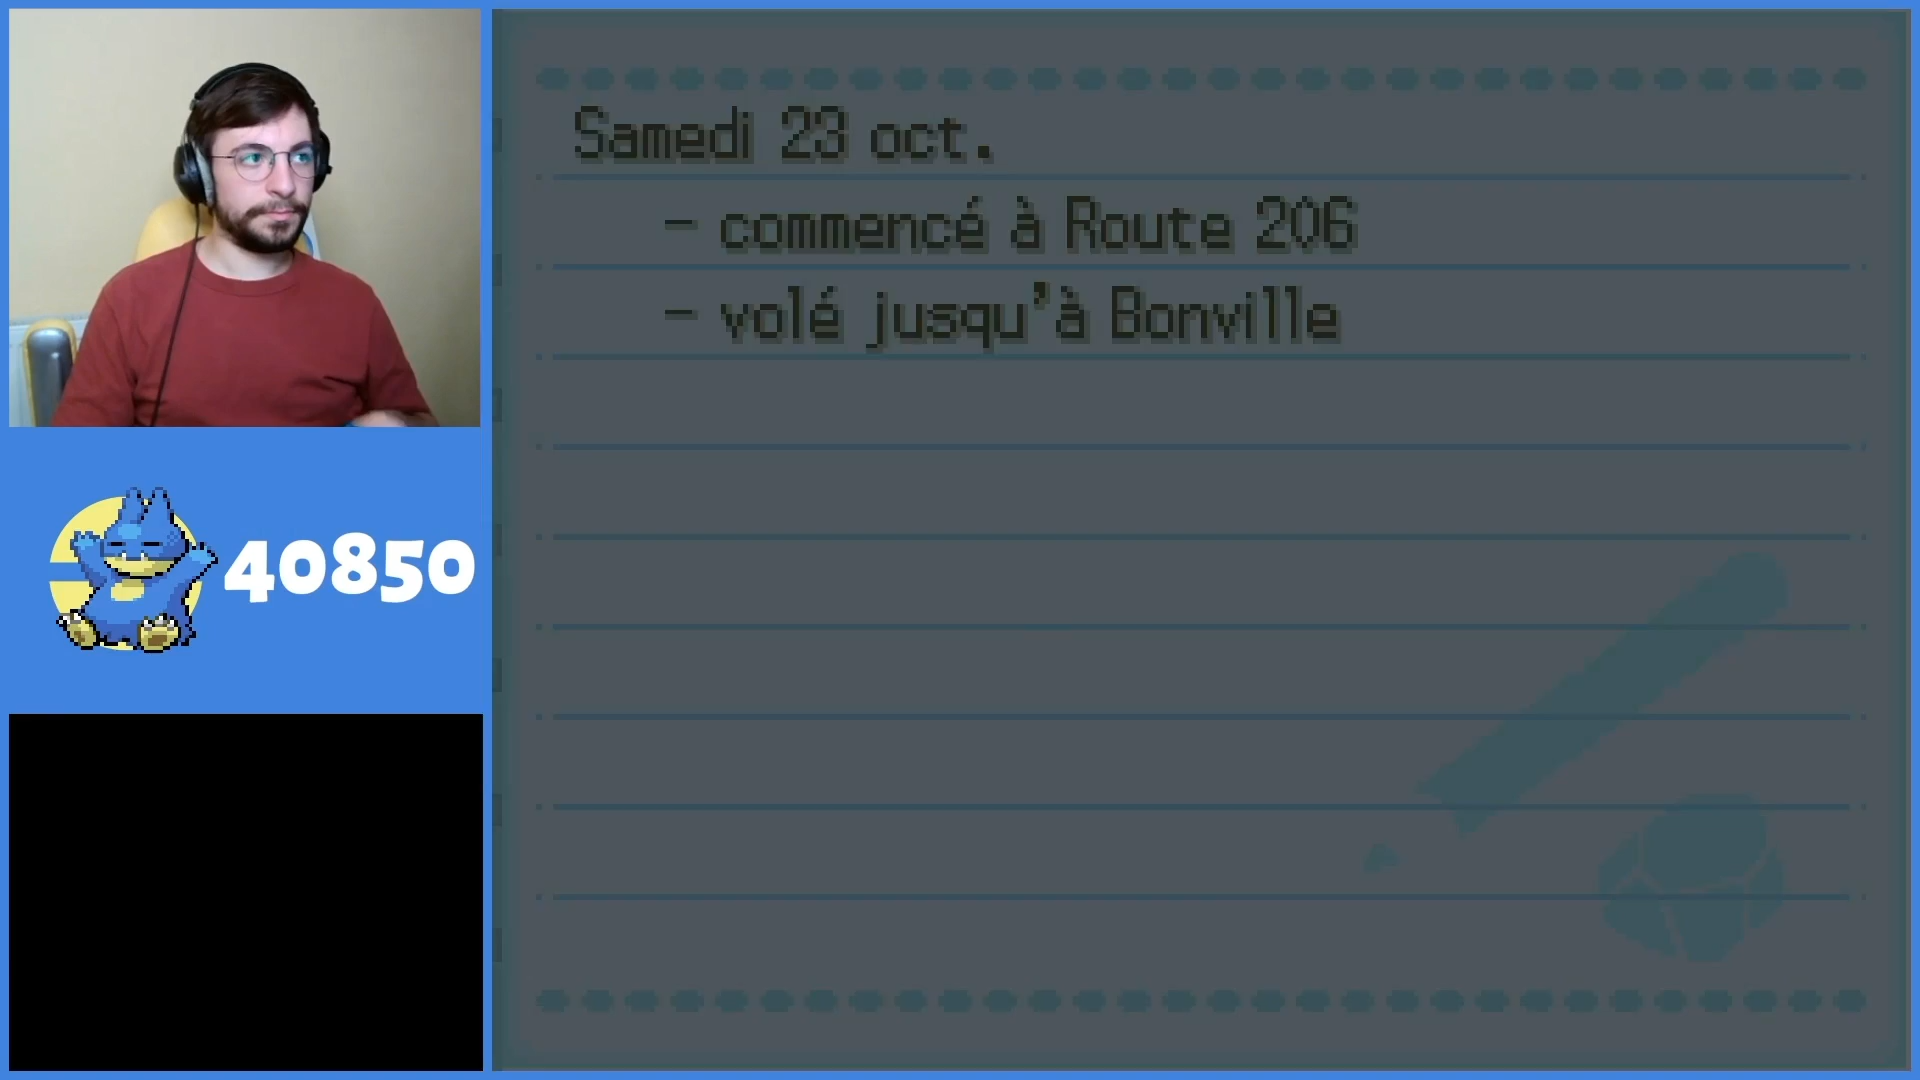 Samedi 23 oct.
- commencé à Route 206
- volé jusqu'à Bonville
40850